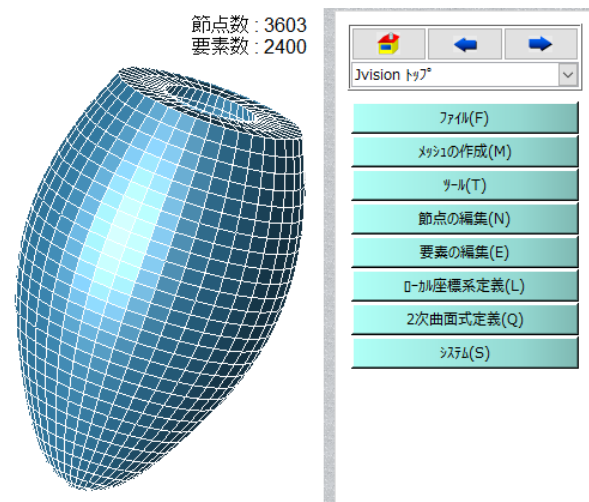 節点数 : 3603
要素数 : 2400
Jvision ﾄｯﾌﾟ
ﾌｧｲﾙ(F)
ﾒｯｼｭの作成(M)
ﾂｰﾙ(T)
節点の編集(N)
要素の編集(E)
ﾛｰｶﾙ座標系定義(L)
2次曲面式定義(Q)
ｼｽﾃﾑ(S)